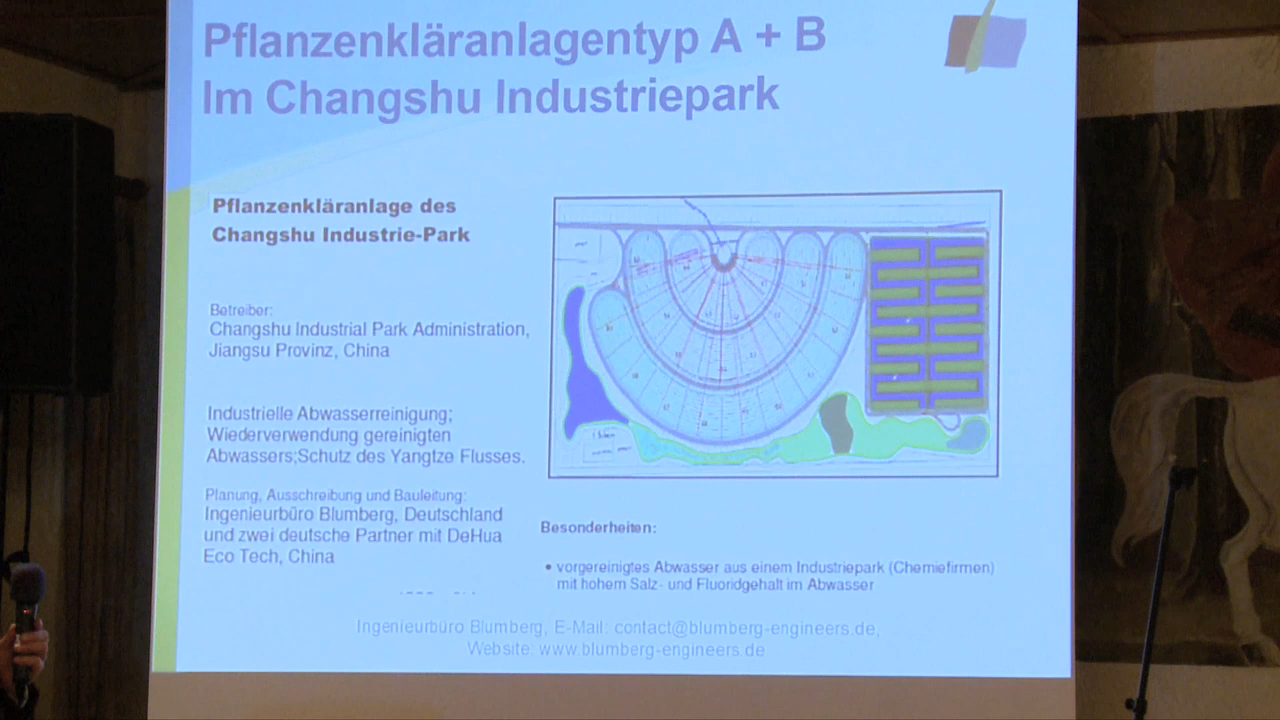 Pflanzenkläranlagentyp A + B
Im Changshu Industriepark
Pflanzenkläranlage des
Changshu Industrie-Park
Betreiber:
Changshu Industrial Park Administration,
Jiangsu Provinz, China
Industrielle Abwasserreinigung;
Wiederverwendung gereinigten
Abwassers;Schutz des Yangtze Flusses.
Planung, Ausschreibung und Bauleitung:
Ingenieurbüro Blumberg, Deutschland
und zwei deutsche Partner mit DeHua
Eco Tech, China
Besonderheiten:
• vorgereinigtes Abwasser aus einem Industriepark (Chemiefirmen)
mit hohem Salz- und Fluoridgehalt im Abwasser
Ingenieurbüro Blumberg, E-Mail: contact@blumberg-engineers.de,
Website: www.blumberg-engineers.de